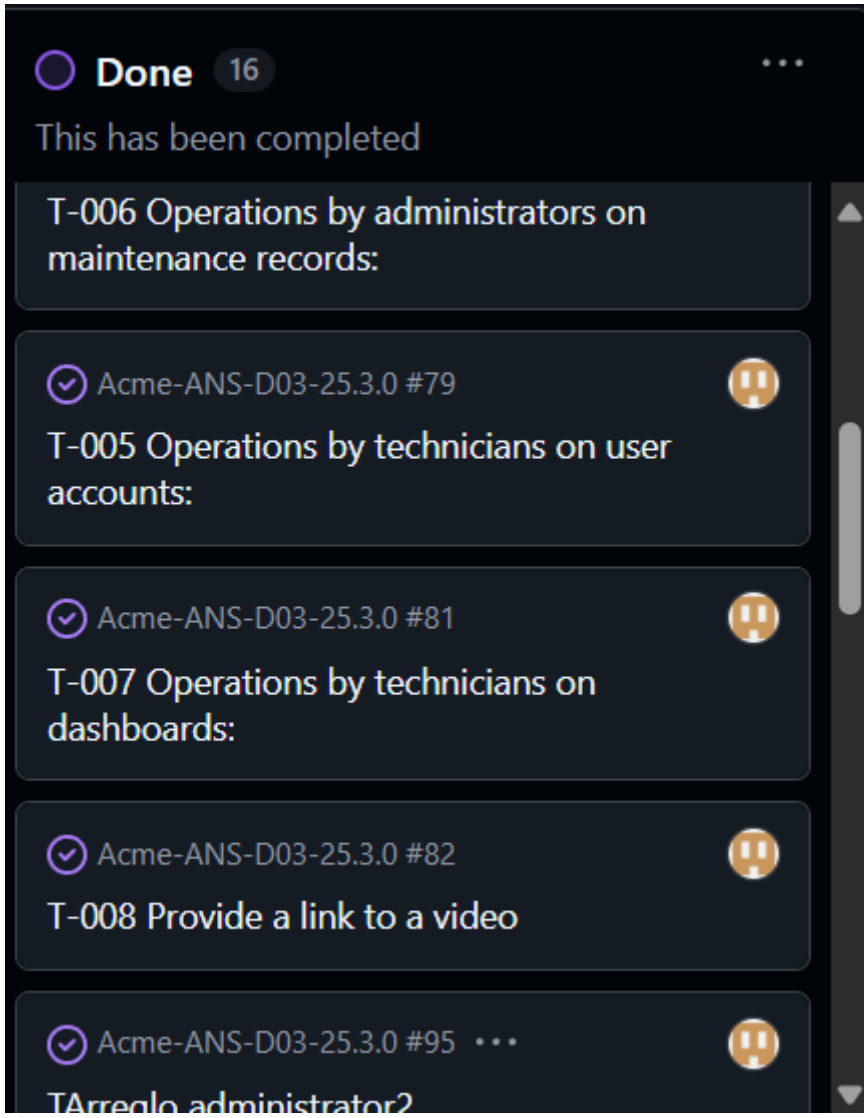 Done 16
This has been completed
T-006 Operations by administrators on
maintenance records:
Acme-ANS-D03-25.3.0 #79
T-005 Operations by technicians on user
accounts:
Acme-ANS-D03-25.3.0 #81
T-007 Operations by technicians on
dashboards:
Acme-ANS-D03-25.3.0 #82
T-008 Provide a link to a video
Acme-ANS-D03-25.3.0 #95
TArreglo administrator2